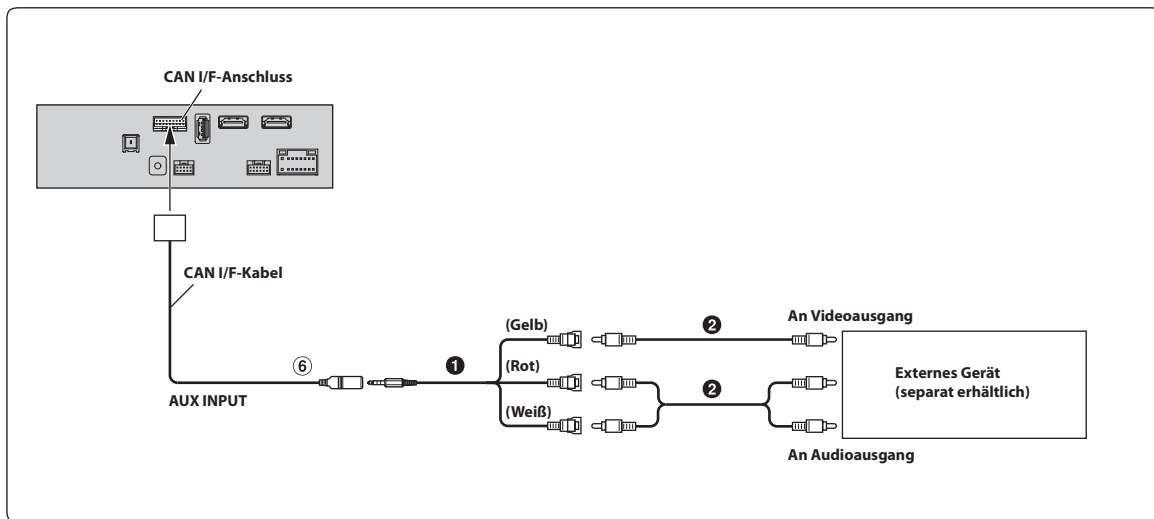 CAN I/F-Anschluss
CAN I/F-Kabel
(Gelb)
❷
An Videoausgang
⑥
❶
(Rot)
Externes Gerät
(separat erhältlich)
AUX INPUT
(Weiß)
❷
An Audioausgang